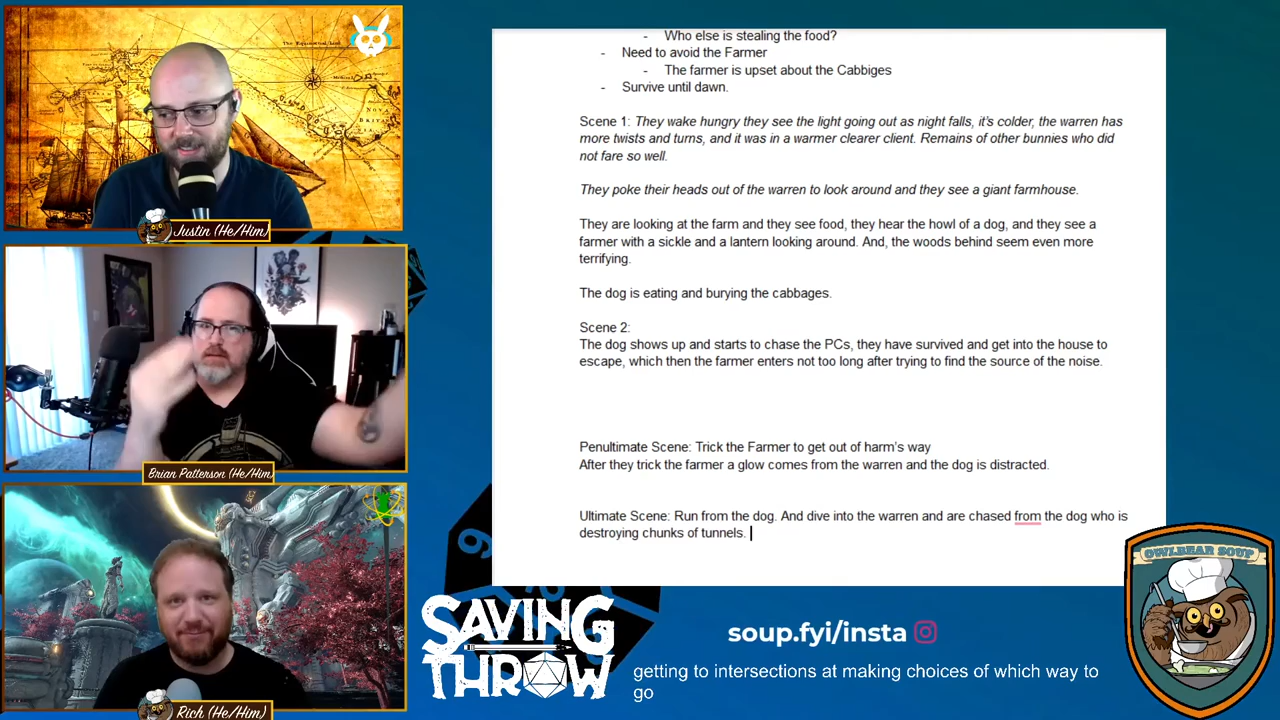 Justin (He/Him)
Brian Patterson (He/Him)
Rich (He/Him)
- Who else is stealing the food?
- Need to avoid the Farmer
- The farmer is upset about the Cabbiges
- Survive until dawn.
Scene 1: They wake hungry they see the light going out as night falls, it's colder, the warren has
more twists and turns, and it was in a warmer clearer client. Remains of other bunnies who did
not fare so well.
They poke their heads out of the warren to look around and they see a giant farmhouse.
They are looking at the farm and they see food, they hear the howl of a dog, and they see a
farmer with a sickle and a lantern looking around. And, the woods behind seem even more
terrifying.
The dog is eating and burying the cabbages.
Scene 2:
The dog shows up and starts to chase the PCs, they have survived and get into the house to
escape, which then the farmer enters not too long after trying to find the source of the noise.
Penultimate Scene: Trick the Farmer to get out of harm's way
After they trick the farmer a glow comes from the warren and the dog is distracted.
Ultimate Scene: Run from the dog. And dive into the warren and are chased from the dog who is
destroying chunks of tunnels.
SAVING
THROW
soup.fyi/insta
getting to intersections at making choices of which way to
go
OWLBEAR SOUP